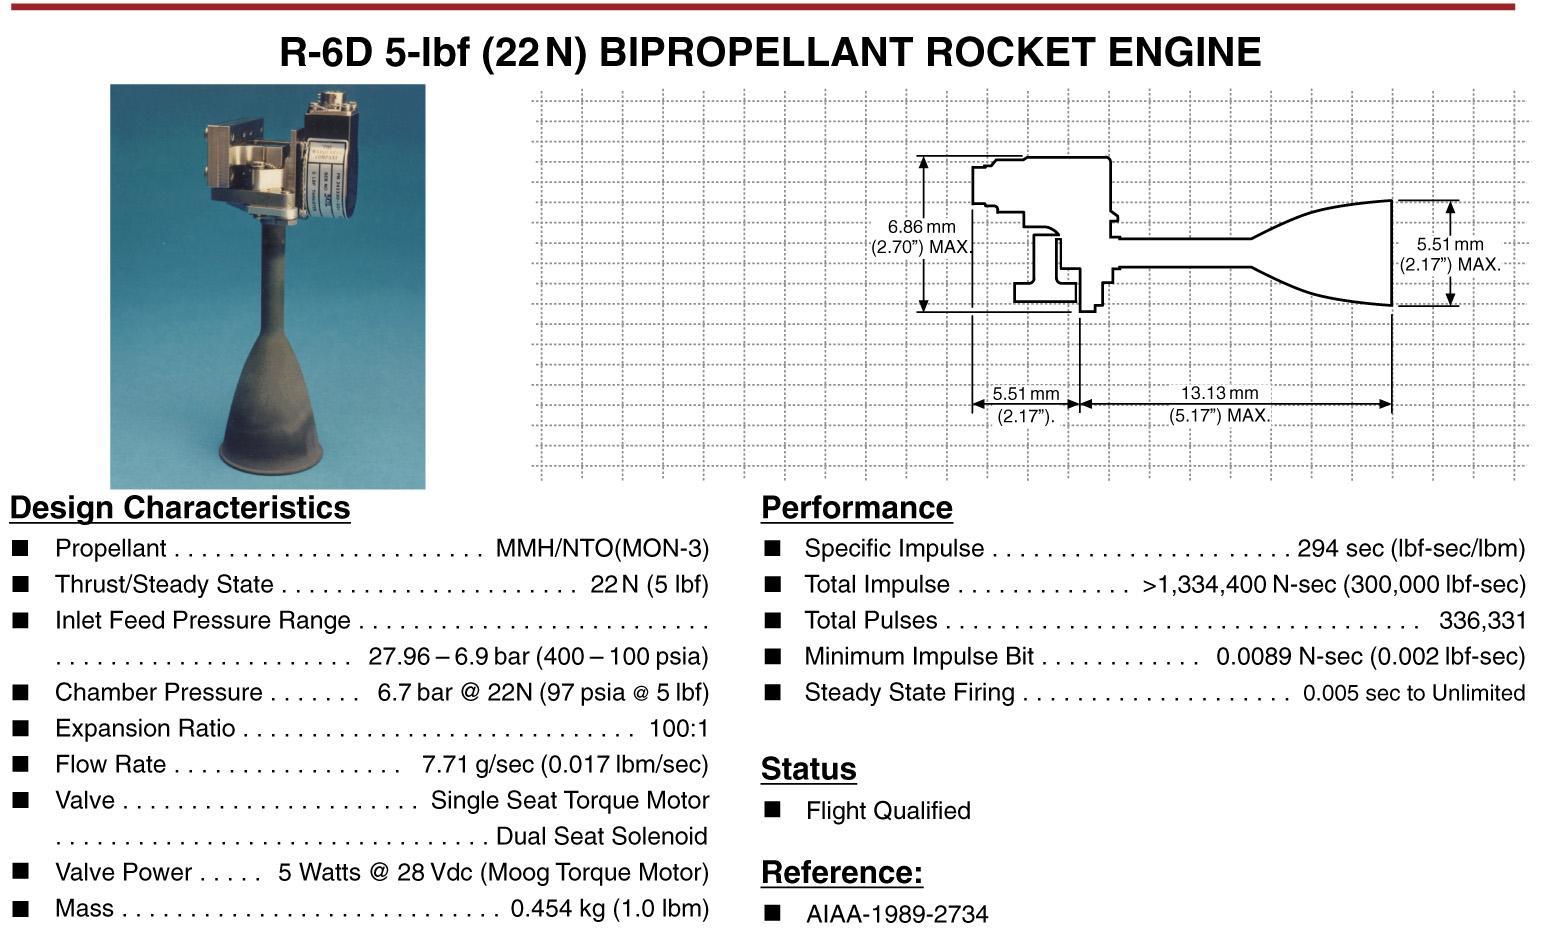 R-6D 5-lbf (22 N) BIPROPELLANT ROCKET ENGINE
THE
MARQUARDT
COMPANY
6.86 mm
(2.70”) MAX.
5.51 mm
(2.17”) MAX.
5.51 mm
(2.17”).
13.13 mm
(5.17”) MAX.
Design Characteristics
■ Propellant . . . . . . . . . . . . . . . . . . . . . . . MMH/NTO(MON-3)
■ Thrust/Steady State . . . . . . . . . . . . . . . . . . . . . . 22 N (5 lbf)
■ Inlet Feed Pressure Range . . . . . . . . . . . . . . . . . . . . . . . . . .
. . . . . . . . . . . . . . . . . . . . . . 27.96 – 6.9 bar (400 – 100 psia)
■ Chamber Pressure . . . . . . . 6.7 bar @ 22N (97 psia @ 5 lbf)
■ Expansion Ratio . . . . . . . . . . . . . . . . . . . . . . . . . . . . . 100:1
■ Flow Rate . . . . . . . . . . . . . . . . . 7.71 g/sec (0.017 lbm/sec)
■ Valve . . . . . . . . . . . . . . . . . . . . . . Single Seat Torque Motor
. . . . . . . . . . . . . . . . . . . . . . . . . . . . . . . . Dual Seat Solenoid
■ Valve Power . . . . . 5 Watts @ 28 Vdc (Moog Torque Motor)
■ Mass . . . . . . . . . . . . . . . . . . . . . . . . . . . . 0.454 kg (1.0 lbm)
Performance
■ Specific Impulse . . . . . . . . . . . . . . . . . . . . . . 294 sec (lbf-sec/lbm)
■ Total Impulse . . . . . . . . . . . . . >1,334,400 N-sec (300,000 lbf-sec)
■ Total Pulses . . . . . . . . . . . . . . . . . . . . . . . . . . . . . . . . . . . 336,331
■ Minimum Impulse Bit . . . . . . . . . . . . 0.0089 N-sec (0.002 lbf-sec)
■ Steady State Firing . . . . . . . . . . . . . . . . . . . . 0.005 sec to Unlimited
Status
■ Flight Qualified
Reference:
■ AIAA-1989-2734